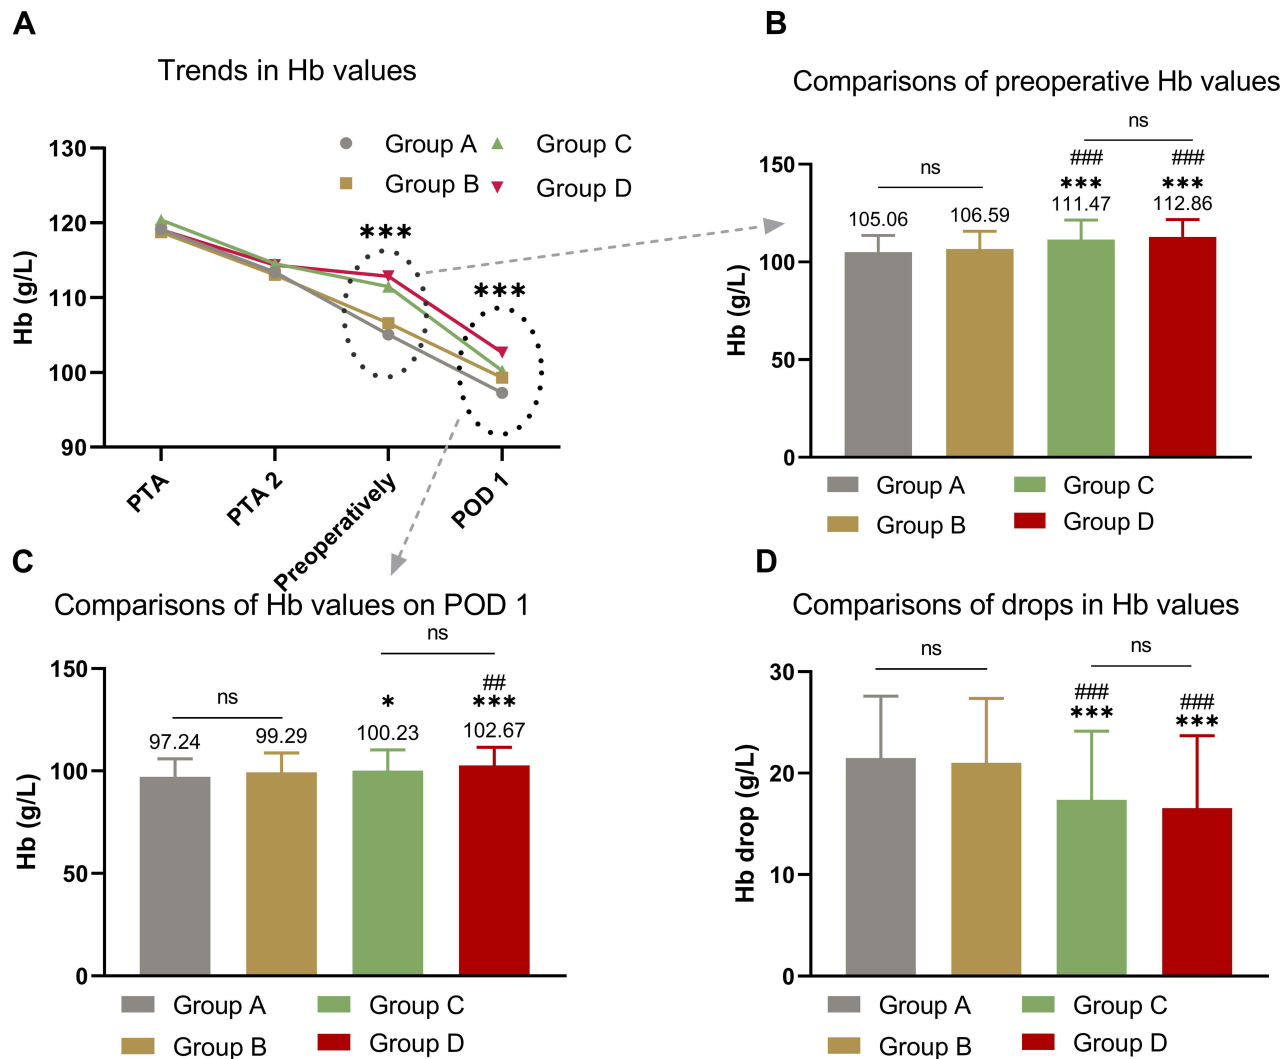 A
Trends in Hb values
Group A
Group C
Group B
Group D
130
120
110
100
90
Hb (g/L)
***
***
PTA
PTA 2
Preoperatively
POD 1
B
Comparisons of preoperative Hb values
ns
ns
###
###
***
***
105.06
106.59
111.47
112.86
150
100
50
0
Hb (g/L)
Group A
Group C
Group B
Group D
C
Comparisons of Hb values on POD 1
ns
ns
##
*
***
97.24
99.29
100.23
102.67
150
100
50
0
Hb (g/L)
Group A
Group C
Group B
Group D
D
Comparisons of drops in Hb values
ns
ns
###
###
***
***
30
20
10
0
Hb drop (g/L)
Group A
Group C
Group B
Group D